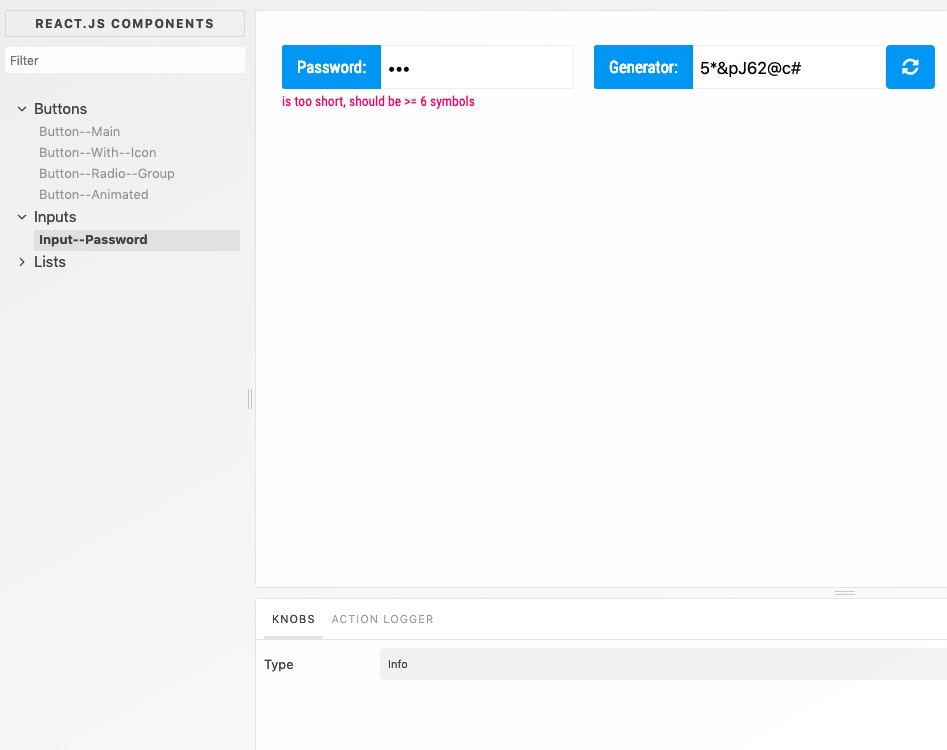 REACT.JS COMPONENTS
Filter
Buttons
Button--Main
Button--With--Icon
Button--Radio--Group
Button--Animated
Inputs
Input--Password
Lists
Password: •••
is too short, should be >= 6 symbols
Generator: 5*&pJ62@c#
KNOBS ACTION LOGGER
Type Info